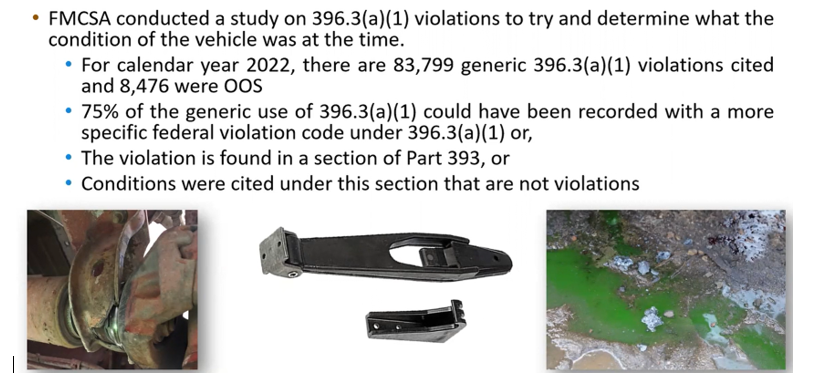 • FMCSA conducted a study on 396.3(a)(1) violations to try and determine what the
condition of the vehicle was at the time.
• For calendar year 2022, there are 83,799 generic 396.3(a)(1) violations cited
and 8,476 were OOS
• 75% of the generic use of 396.3(a)(1) could have been recorded with a more
specific federal violation code under 396.3(a)(1) or,
• The violation is found in a section of Part 393, or
• Conditions were cited under this section that are not violations